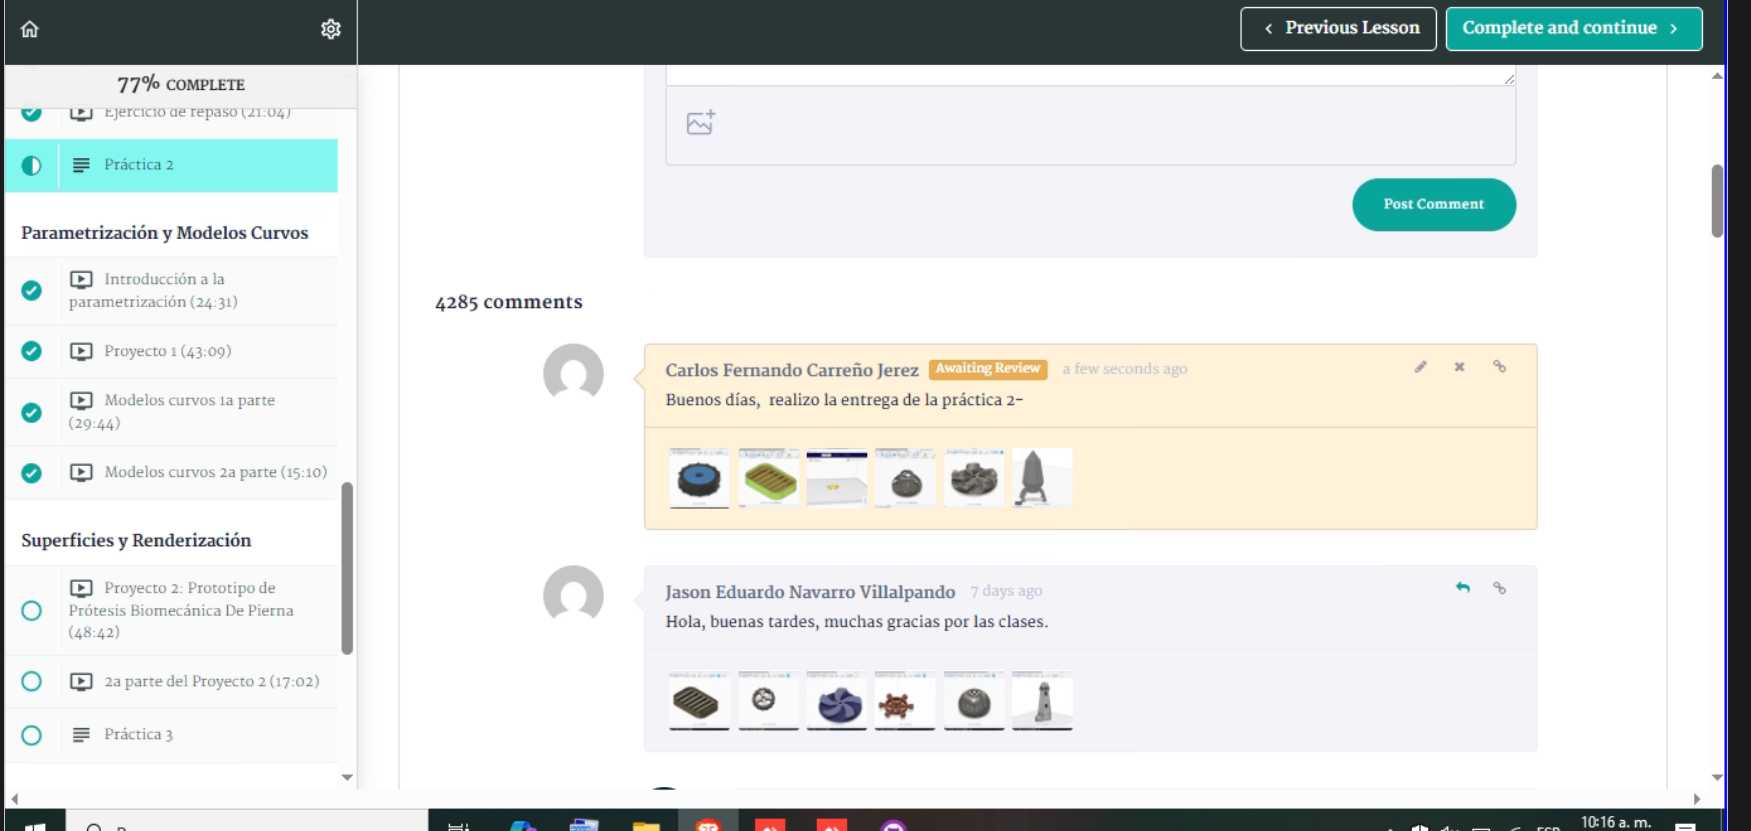 Previous Lesson
Complete and continue
77% COMPLETE
Ejercicio de repaso (21:04)
Práctica 2
Parametrización y Modelos Curvos
Introducción a la
parametrización (24:31)
Proyecto 1 (43:09)
Modelos curvos 1a parte
(29:44)
Modelos curvos 2a parte (15:10)
Superficies y Renderización
Proyecto 2: Prototipo de
Prótesis Biomecánica De Pierna
(48:42)
2a parte del Proyecto 2 (17:02)
Práctica 3
Post Comment
4285 comments
Carlos Fernando Carreño Jerez Awaiting Review a few seconds ago
Buenos días,  realizo la entrega de la práctica 2-
Jason Eduardo Navarro Villalpando 7 days ago
Hola, buenas tardes, muchas gracias por las clases.
10:16 a. m.